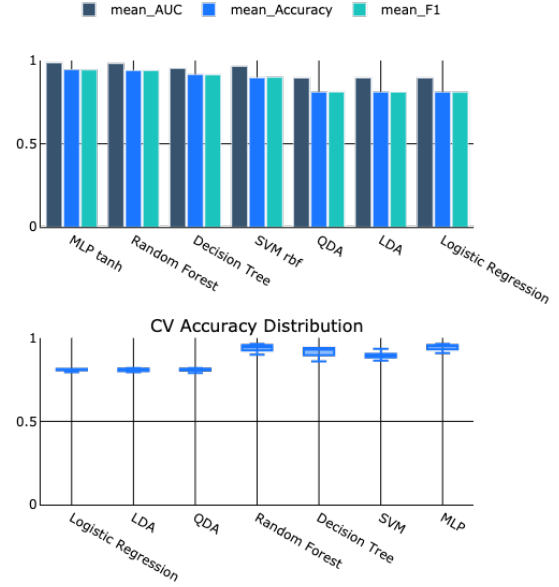 mean_AUC mean_Accuracy mean_F1
1
0.5
0
MLP tanh
Random Forest
Decision Tree
SVM rbf
QDA
LDA
Logistic Regression
CV Accuracy Distribution
1
0.5
0
Logistic Regression
LDA
QDA
Random Forest
Decision Tree
SVM
MLP